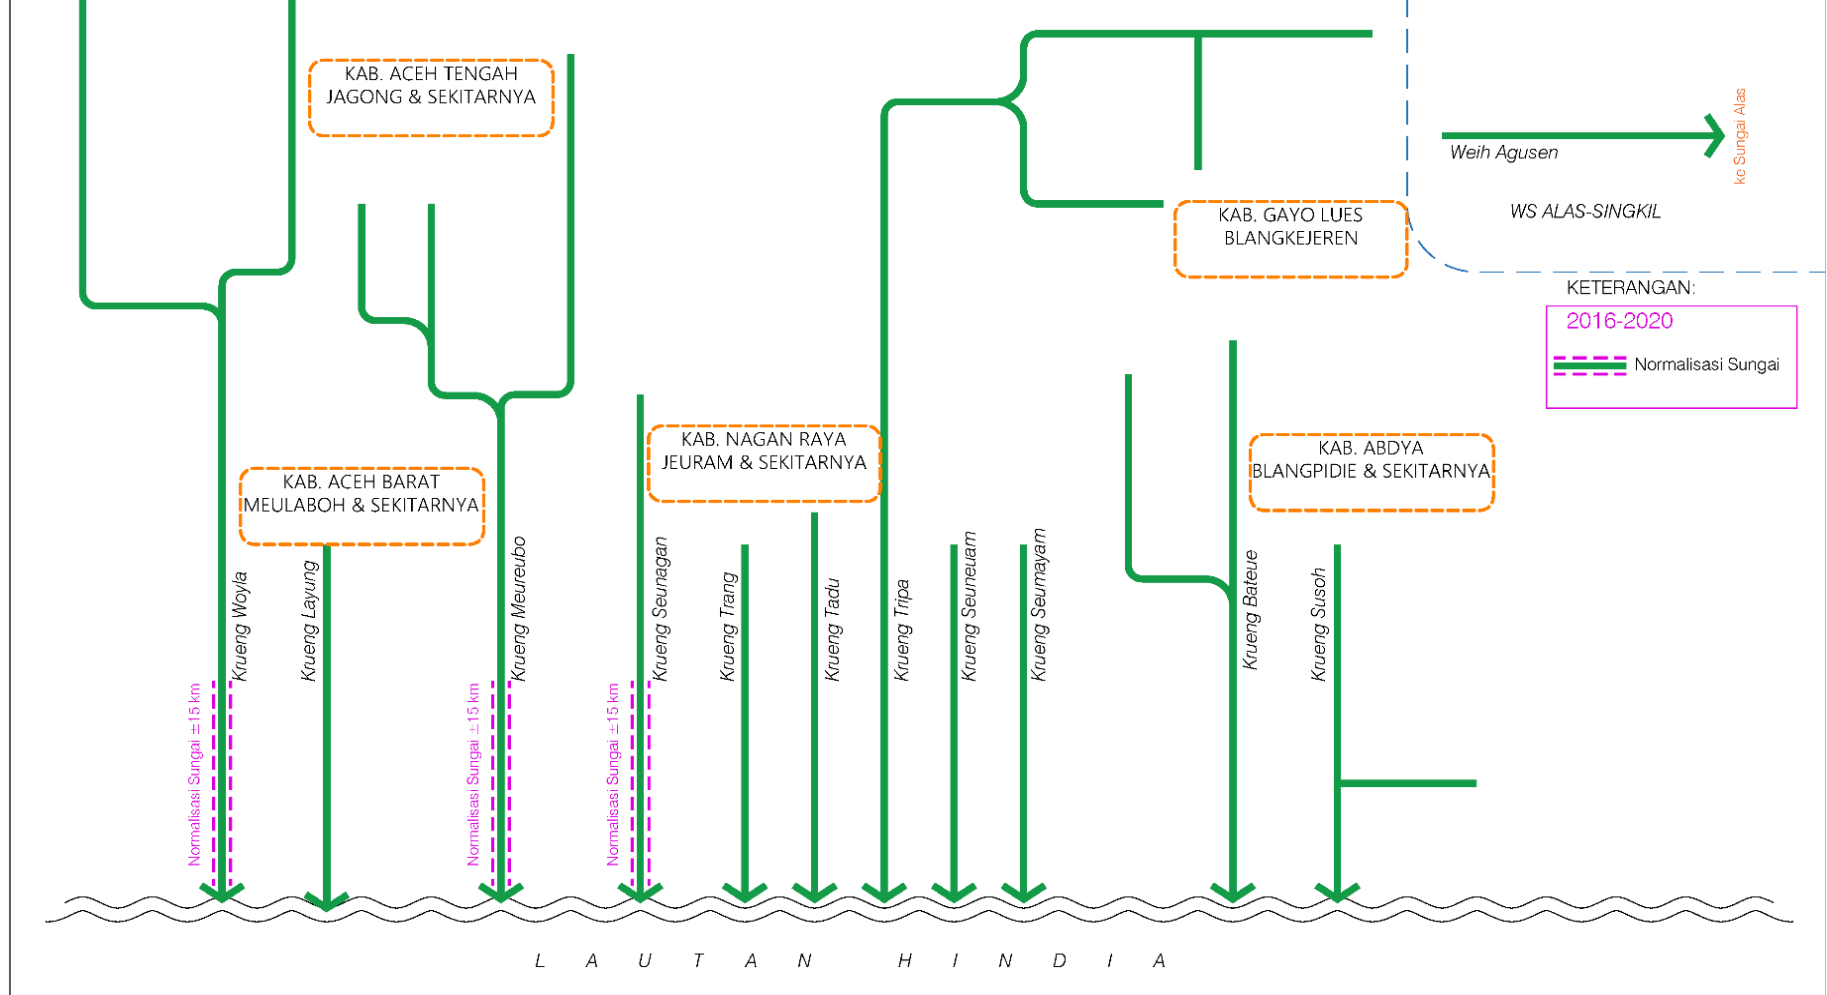 KAB. ACEH TENGAH
JAGONG & SEKITARNYA
ke Sungai Alas
Weih Agusen
WS ALAS-SINGKIL
KAB. GAYO LUES
BLANGKEJEREN
KETERANGAN:
2016-2020
Normalisasi Sungai
KAB. NAGAN RAYA
JEURAM & SEKITARNYA
KAB. ABDYA
BLANGPIDIE & SEKITARNYA
KAB. ACEH BARAT
MEULABOH & SEKITARNYA
Krueng Woyla
Krueng Layung
Krueng Meureubo
Krueng Seunagan
Krueng Trang
Krueng Tadu
Krueng Tripa
Krueng Seuneuam
Krueng Seumayam
Krueng Bateue
Krueng Susoh
Normalisasi Sungai ±15 km
Normalisasi Sungai ±15 km
Normalisasi Sungai ±15 km
LAUTAN HINDIA